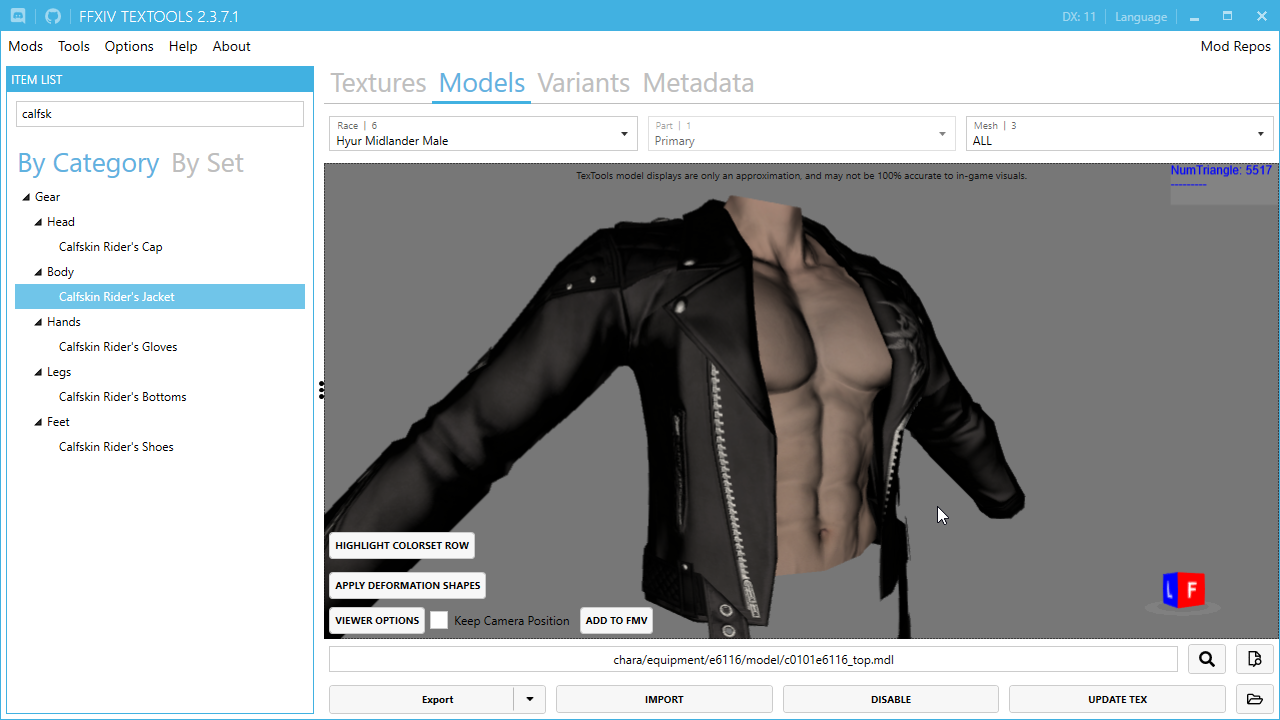 FFXIV TEXTOOLS 2.3.7.1
DX: 11
Language
Mods Tools Options Help About
Mod Repos
ITEM LIST
calfsk
By Category By Set
Gear
Head
Calfskin Rider's Cap
Body
Calfskin Rider's Jacket
Hands
Calfskin Rider's Gloves
Legs
Calfskin Rider's Bottoms
Feet
Calfskin Rider's Shoes
Textures Models Variants Metadata
Race | 6
Hyur Midlander Male
Part | 1
Primary
Mesh | 3
ALL
TexTools model displays are only an approximation, and may not be 100% accurate to in-game visuals.
NumTriangle: 5517
---------
HIGHLIGHT COLORSET ROW
APPLY DEFORMATION SHAPES
VIEWER OPTIONS
Keep Camera Position
ADD TO FMV
L F
chara/equipment/e6116/model/c0101e6116_top.mdl
Export
IMPORT
DISABLE
UPDATE TEX